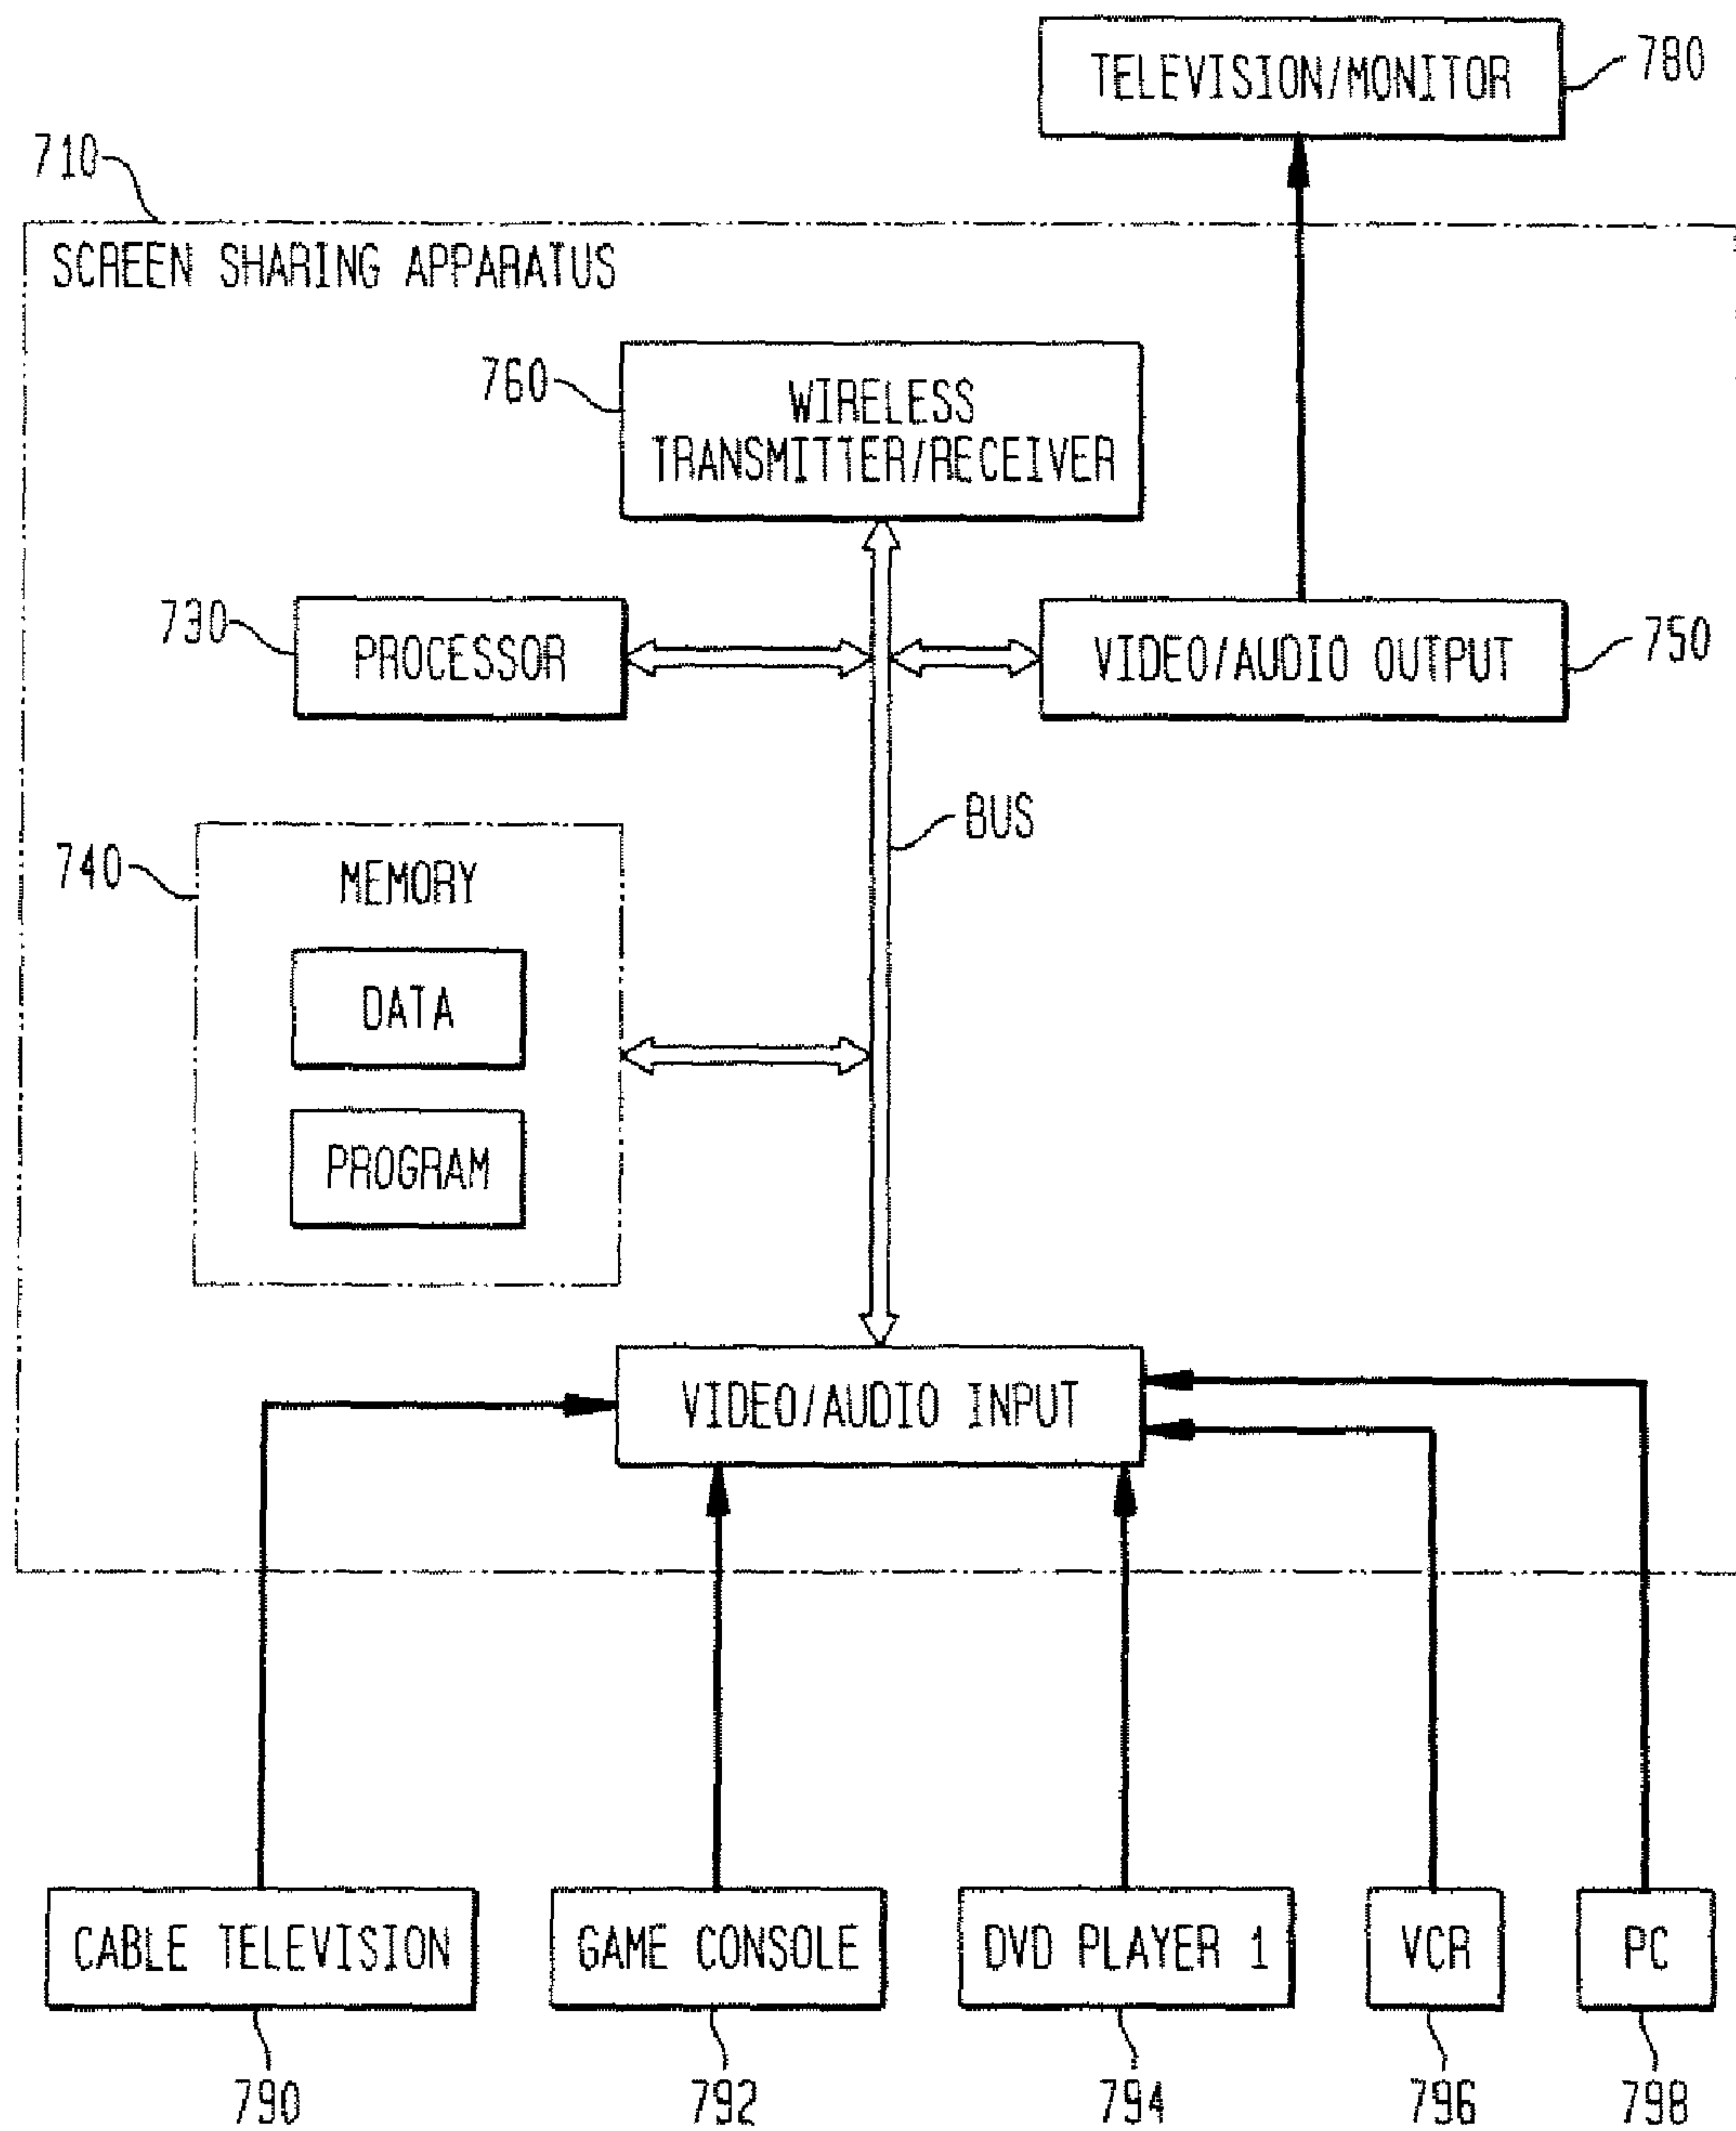 TELEVISION/MONITOR
780
710
SCREEN SHARING APPARATUS
760
WIRELESS
TRANSMITTER/RECEIVER
730
PROCESSOR
VIDEO/AUDIO OUTPUT
750
BUS
740
MEMORY
DATA
PROGRAM
VIDEO/AUDIO INPUT
CABLE TELEVISION
GAME CONSOLE
DVD PLAYER 1
VCR
PC
790
792
794
796
798